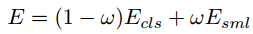 E = (1 − ω)E_{cls} + ωE_{sml}